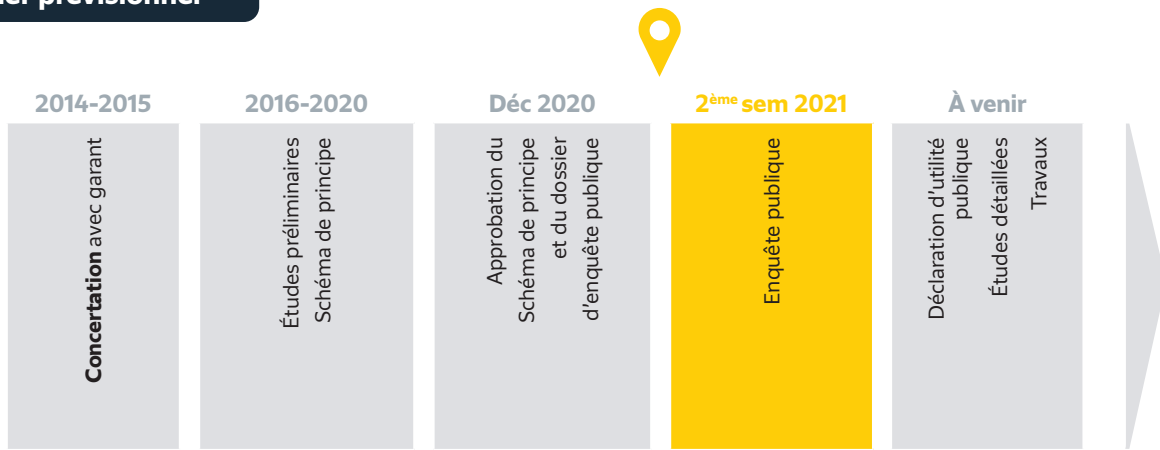 prévisionnel
2014-2015
Concertation avec garant
2016-2020
Études préliminaires
Schéma de principe
Déc 2020
Approbation du
Schéma de principe
et du dossier
d'enquête publique
2ème sem 2021
Enquête publique
À venir
Déclaration d'utilité
publique
Études détaillées
Travaux